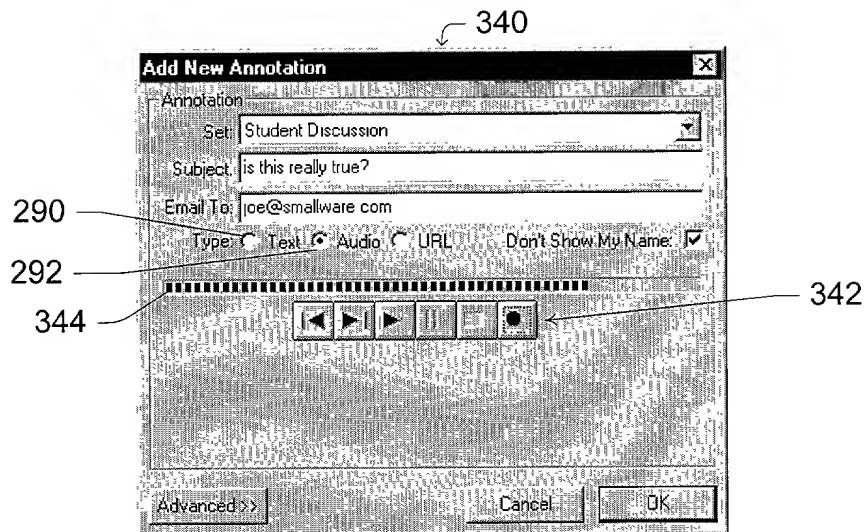 340
Add New Annotation
Annotation
Set: Student Discussion
Subject: is this really true?
Email To: joe@smallware com
290
Type: Text Audio URL Don't Show My Name:
292
344
342
Advanced >> Cancel OK